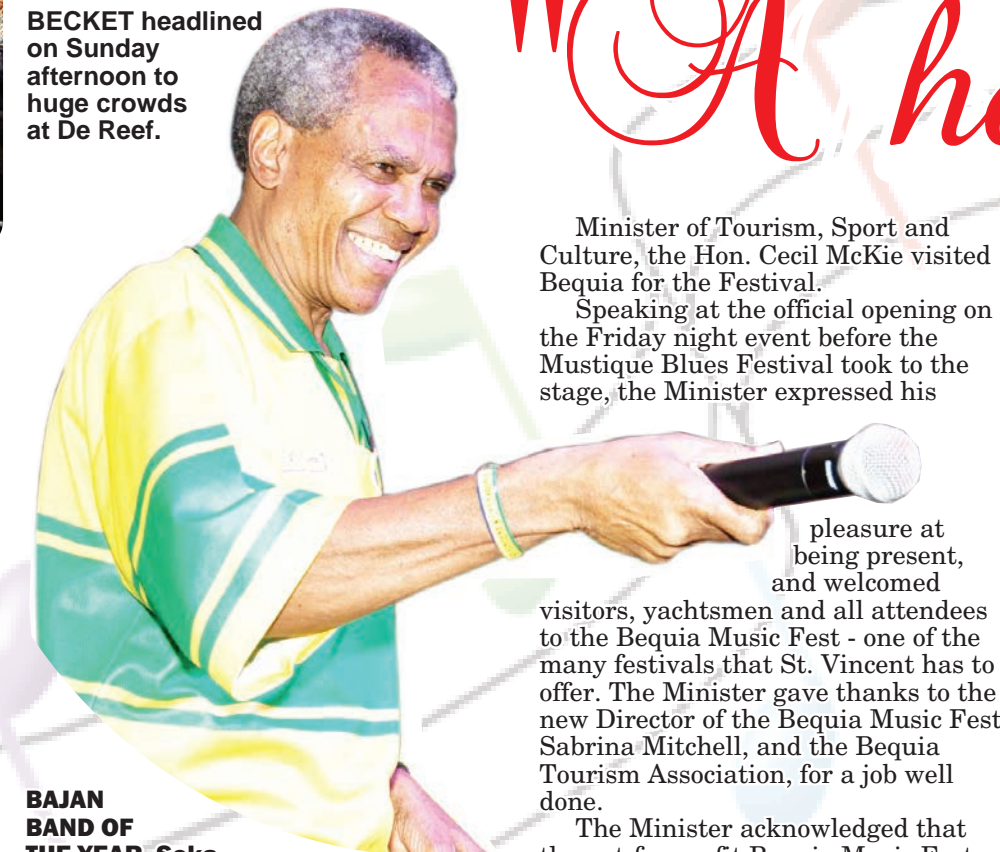 BECKET headlined
on Sunday
afternoon to
huge crowds
at De Reef.
"A
Minister of Tourism, Sport and
Culture, the Hon. Cecil McKie visited
Bequia for the Festival.
Speaking at the official opening on
the Friday night event before the
Mustique Blues Festival took to the
stage, the Minister expressed his
pleasure at
being present,
and welcomed
visitors, yachtsmen and all attendees
to the Bequia Music Fest - one of the
many festivals that St. Vincent has to
offer. The Minister gave thanks to the
new Director of the Bequia Music Fest
Sabrina Mitchell, and the Bequia
Tourism Association, for a job well
done.
The Minister acknowledged that
BAJAN
BAND OF